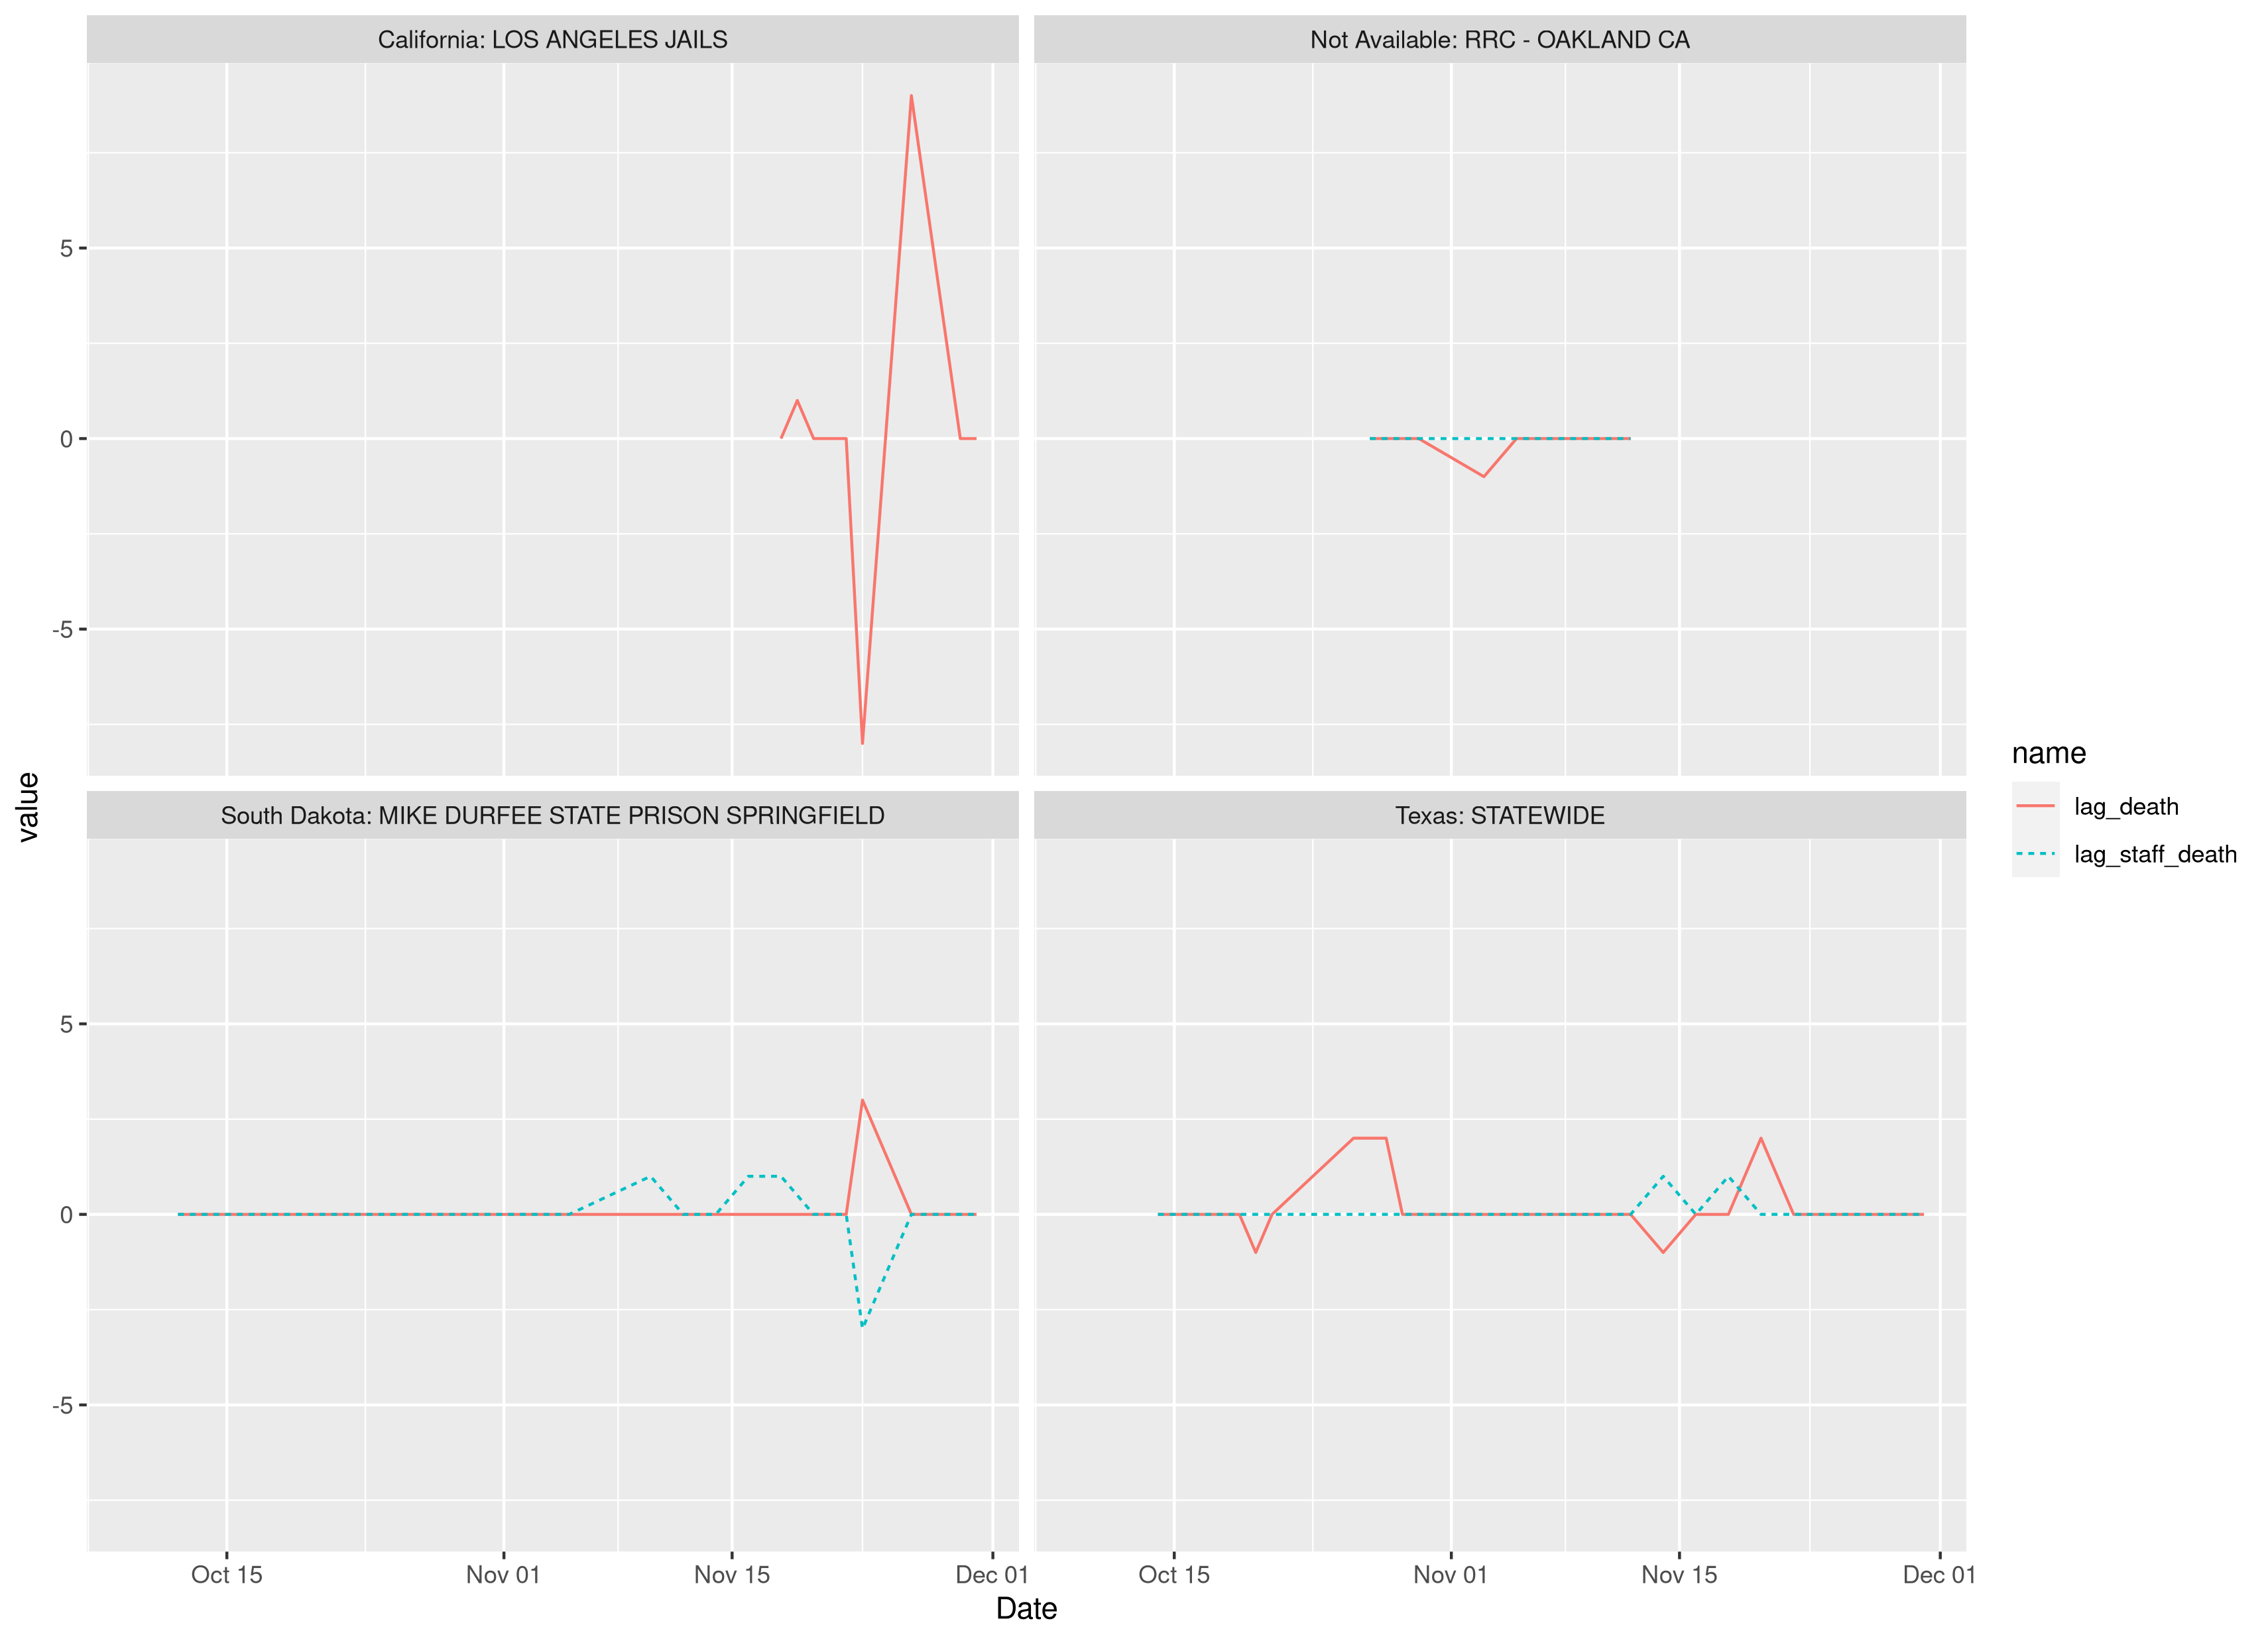 California: LOS ANGELES JAILS
Not Available: RRC - OAKLAND CA
5
0
-5
South Dakota: MIKE DURFEE STATE PRISON SPRINGFIELD
Texas: STATEWIDE
5
0
-5
value
Oct 15
Nov 01
Nov 15
Dec 01
Oct 15
Nov 01
Nov 15
Dec 01
Date
name
lag_death
lag_staff_death